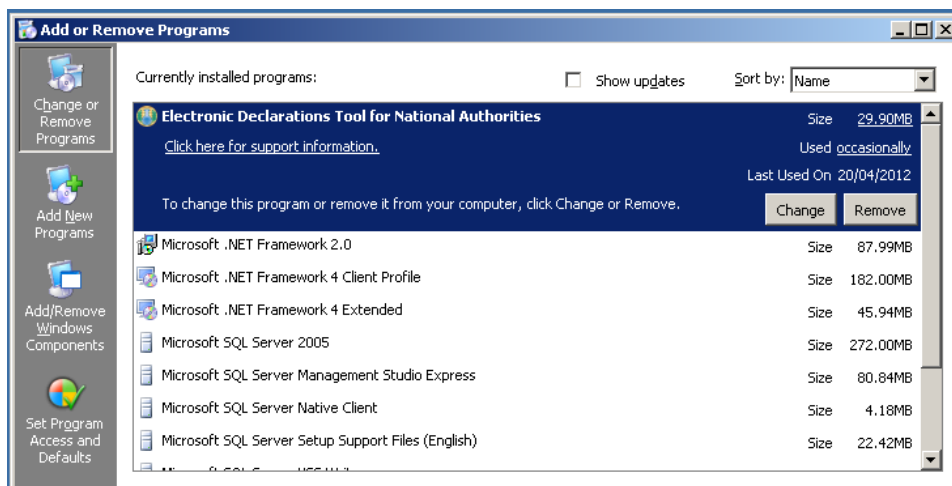 Add or Remove Programs
Change or
Remove
Programs
Add New
Programs
Add/Remove
Windows
Components
Set Program
Access and
Defaults
Currently installed programs:
Show updates
Sort by: Name
Electronic Declarations Tool for National Authorities Size 29.90MB
Click here for support information. Used occasionally
Last Used On 20/04/2012
To change this program or remove it from your computer, click Change or Remove. Change Remove
Microsoft .NET Framework 2.0 Size 87.99MB
Microsoft .NET Framework 4 Client Profile Size 182.00MB
Microsoft .NET Framework 4 Extended Size 45.94MB
Microsoft SQL Server 2005 Size 272.00MB
Microsoft SQL Server Management Studio Express Size 80.84MB
Microsoft SQL Server Native Client Size 4.18MB
Microsoft SQL Server Setup Support Files (English) Size 22.42MB